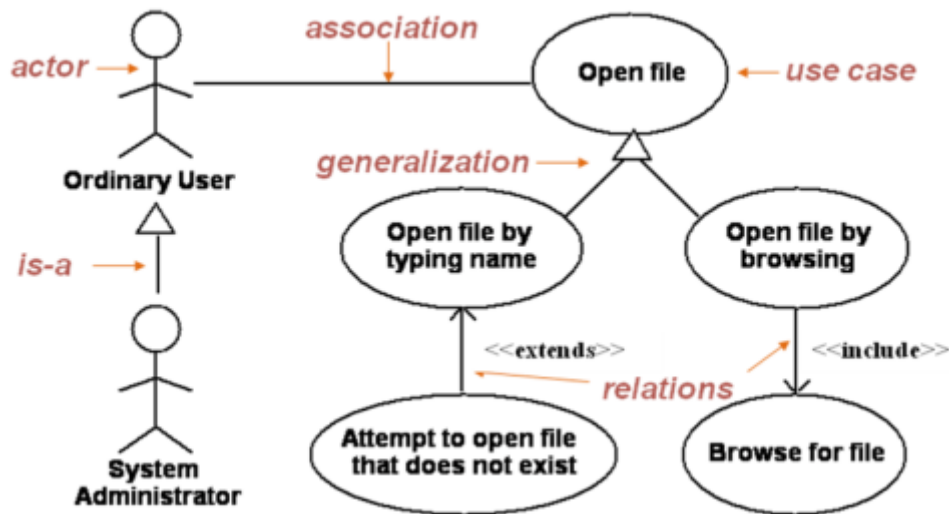 association
actor
Open file
use case
generalization
Ordinary User
Open file by
typing name
Open file by
browsing
is-a
<<extends>>
<<include>>
relations
Attempt to open file
that does not exist
Browse for file
System
Administrator